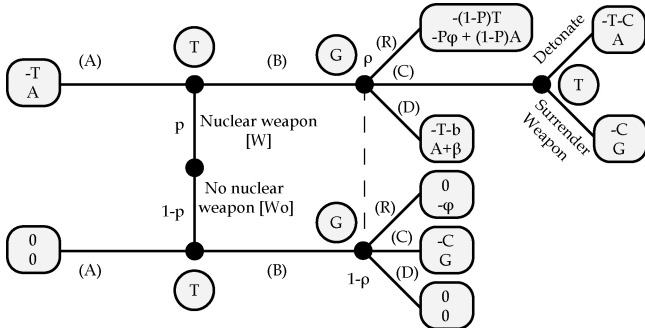 -(1-P)T
-Pφ + (1-P)A
-T-C
A
Detonate
(R)
T
G
(A)
(B)
ρ
(C)
-T
A
T
(D)
p
Nuclear weapon
[W]
-T-b
A+β
Surrender
Weapon
-C
G
No nuclear
weapon [Wo]
0
-φ
1-p
G
(R)
0
0
(C)
-C
G
(A)
(B)
(D)
1-ρ
T
0
0